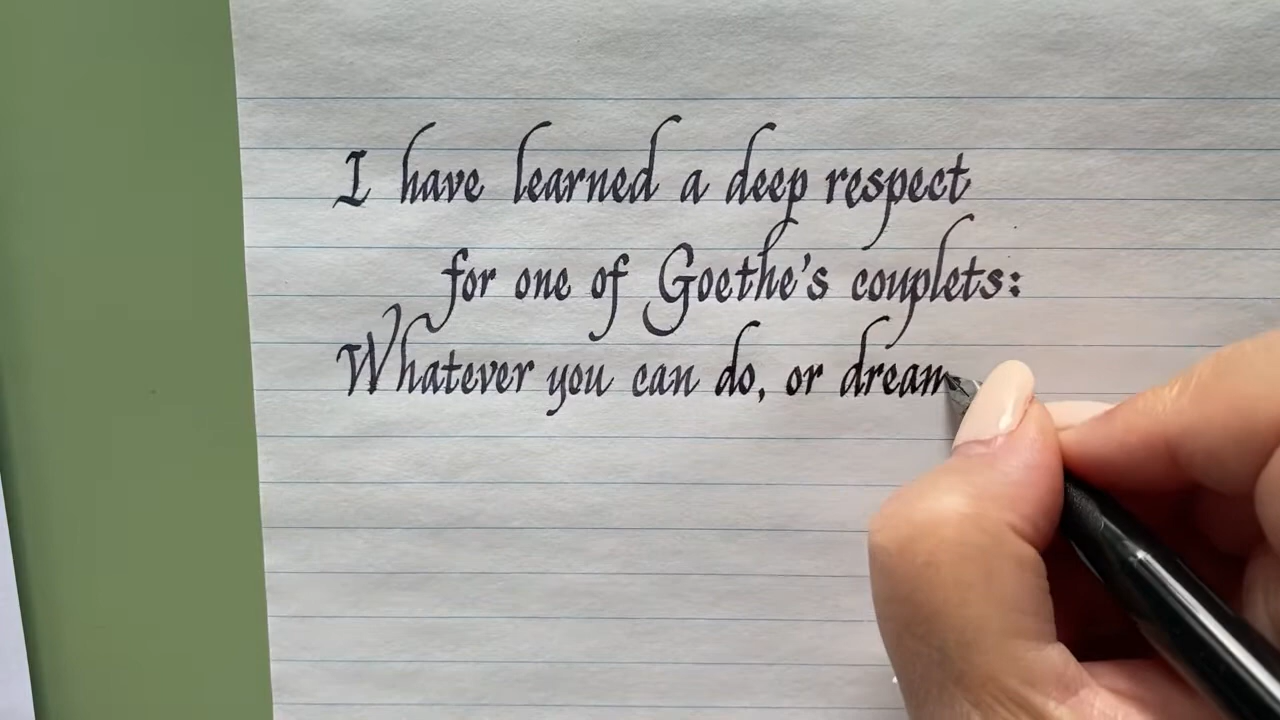 I have learned a deep respect
for one of Goethe's couplets:
Whatever you can do, or dream